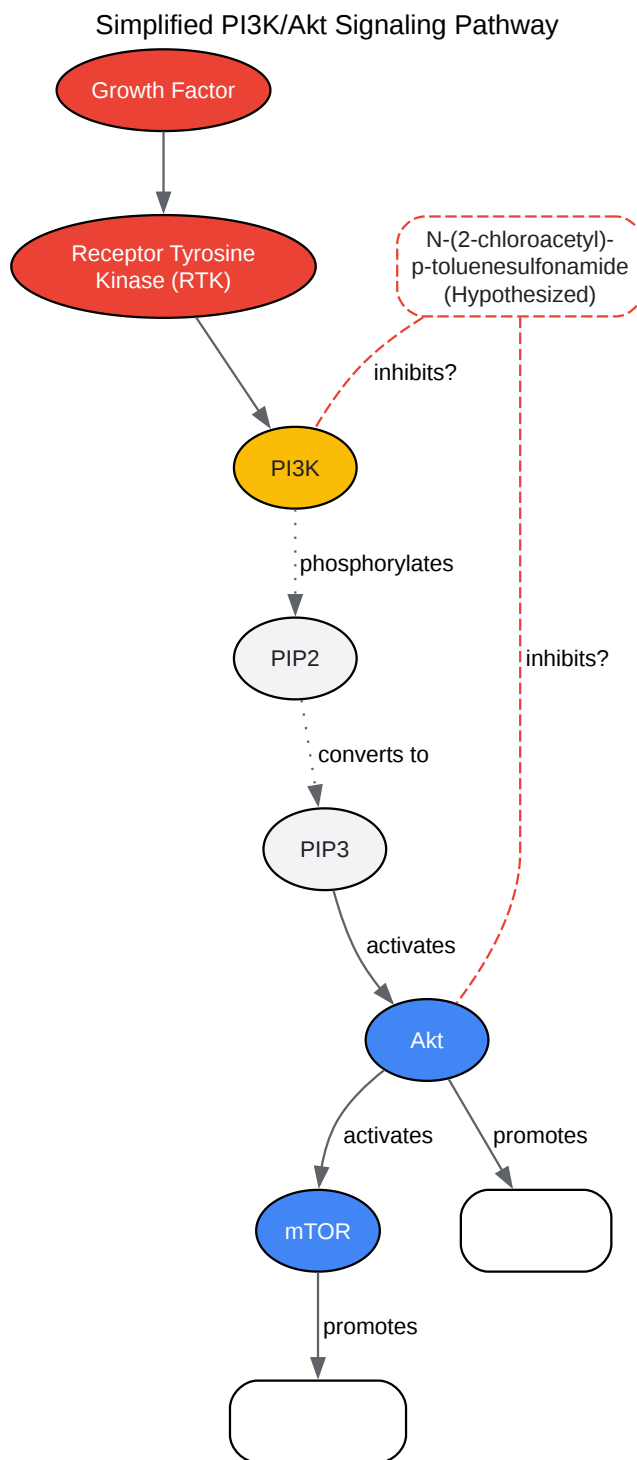 Simplified PI3K/Akt Signaling Pathway
Growth Factor
Receptor Tyrosine
Kinase (RTK)
N-(2-chloroacetyl)-
p-toluenesulfonamide
(Hypothesized)
inhibits?
PI3K
phosphorylates
PIP2
inhibits?
converts to
PIP3
activates
Akt
activates
promotes
mTOR
promotes